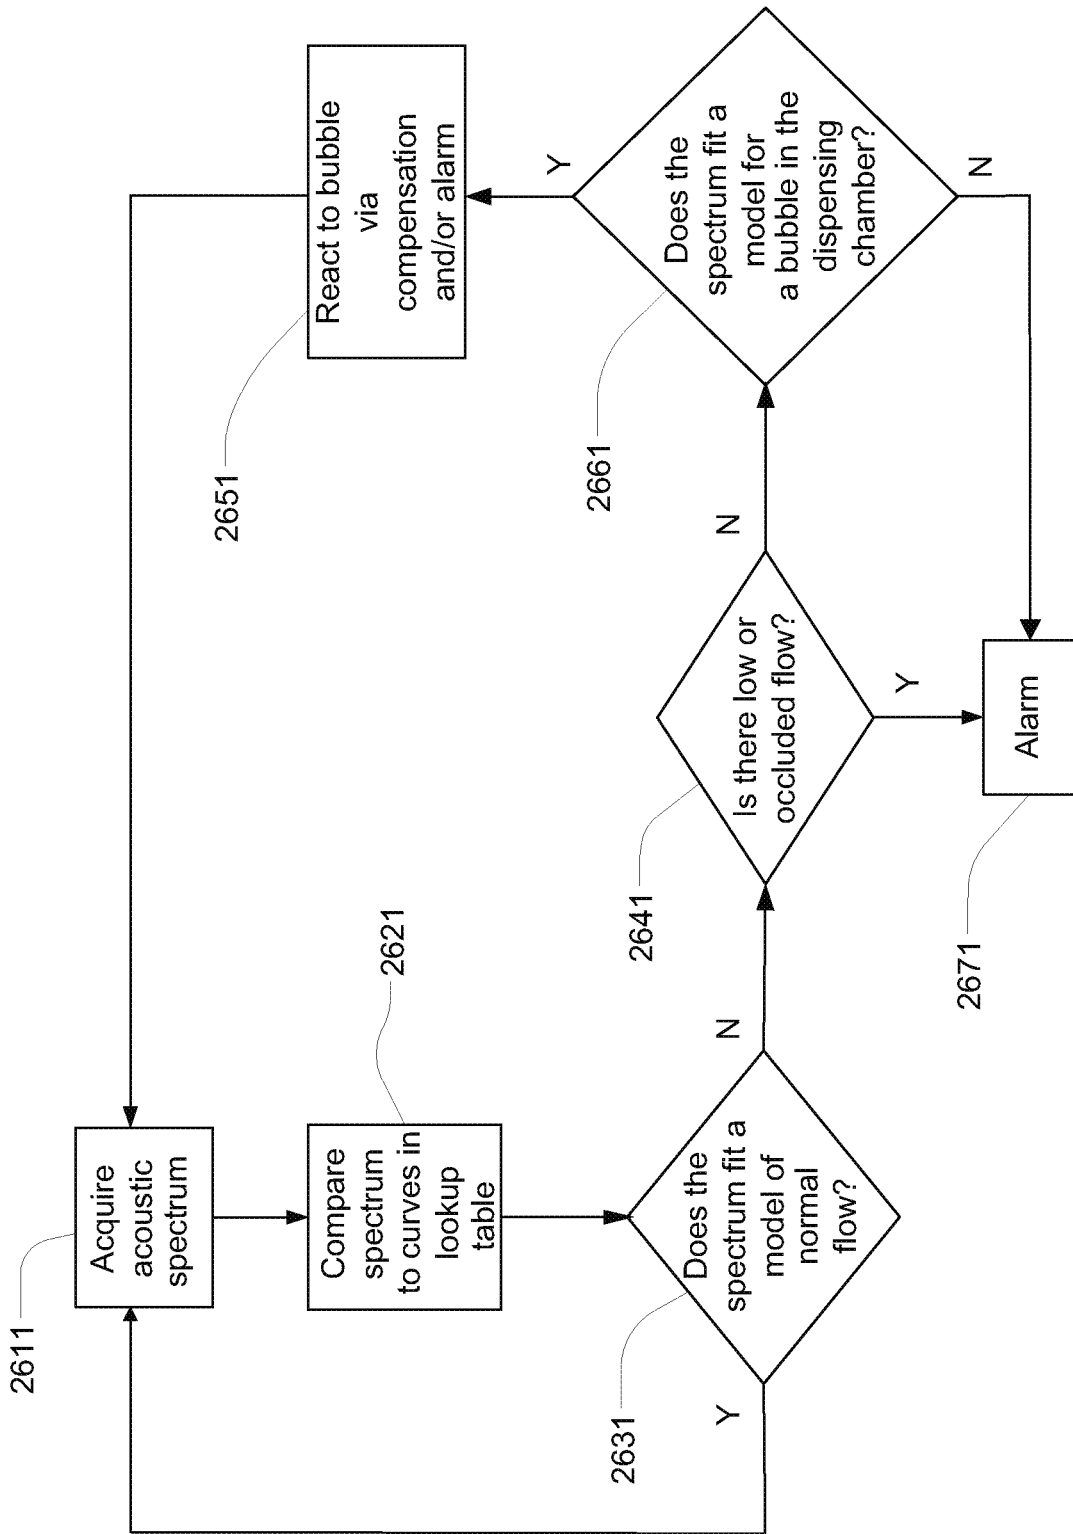 2611
Acquire
acoustic
spectrum
2621
Compare
spectrum
to curves in
lookup
table
2631
Does the
spectrum fit a
model of
normal
flow?
Y
N
2641
Is there low or
occluded flow?
N
Y
2651
React to bubble
via
compensation
and/or alarm
2661
Does the
spectrum fit a
model for
a bubble in the
dispensing
chamber?
Y
N
2671
Alarm